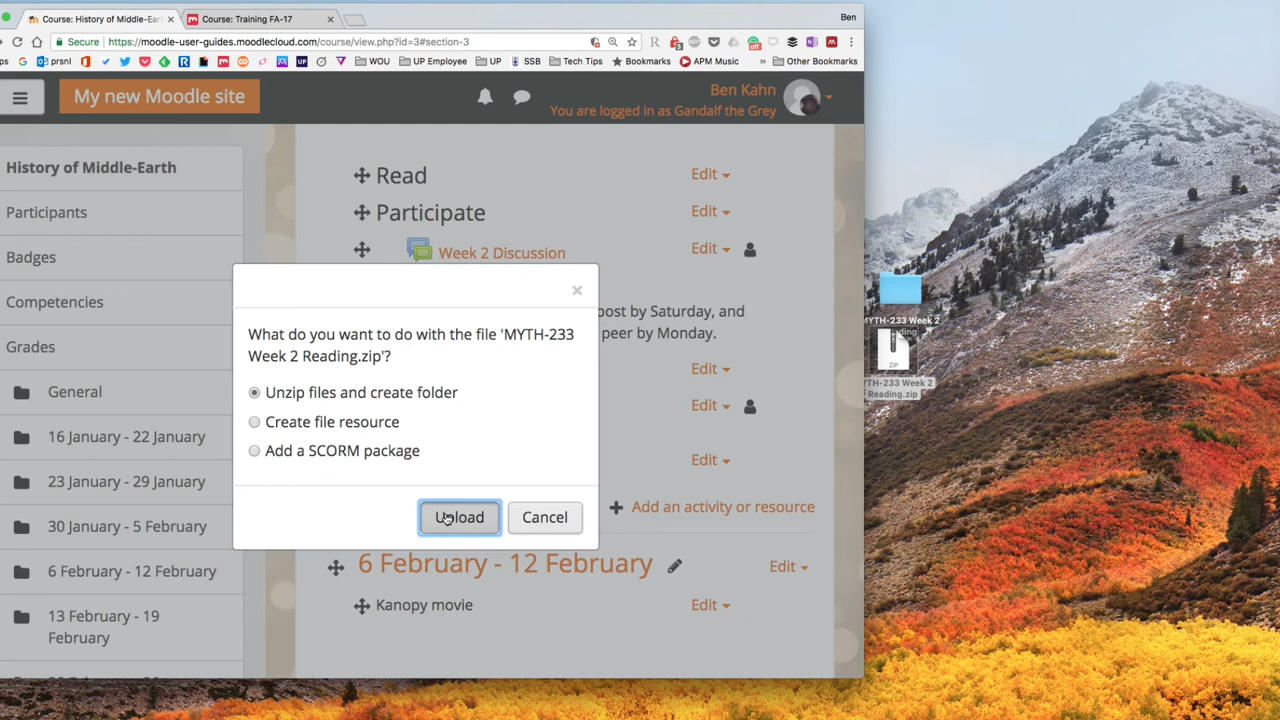 Course: History of Middle-Earth
Course: Training FA-17
Ben
Secure
https://moodle-user-guides.moodlecloud.com/course/view.php?id=3#section-3
prsnl
WOU
UP Employee
UP
SSB
Tech Tips
Bookmarks
APM Music
»
Other Bookmarks
My new Moodle site
Ben Kahn
You are logged in as Gandalf the Grey
History of Middle-Earth
Participants
Badges
Competencies
Grades
General
16 January - 22 January
23 January - 29 January
30 January - 5 February
6 February - 12 February
13 February - 19
February
Read
Edit
Participate
Edit
Week 2 Discussion
Edit
post by Saturday, and
peer by Monday.
Edit
Edit
Edit
Add an activity or resource
6 February - 12 February
Edit
Kanopy movie
Edit
What do you want to do with the file 'MYTH-233
Week 2 Reading.zip'?
Unzip files and create folder
Create file resource
Add a SCORM package
Upload
Cancel
MYTH-233 Week 2
ZIP
YTH-233 Week 2
Reading.zip